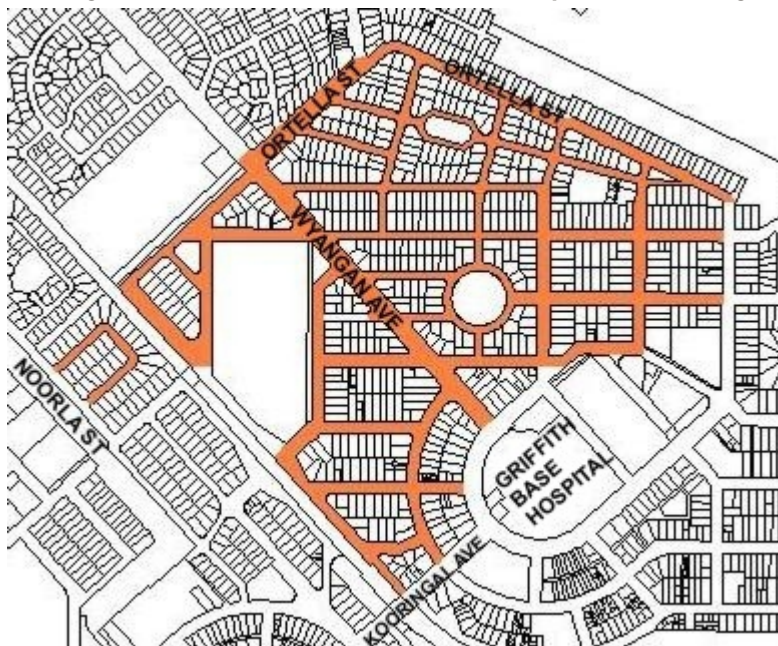 ORTELLA ST
ORTELLA ST
WYANGAN AVE
NOORLA ST
GRIFFITH
BASE
HOSPITAL
KOORINGAL AVE